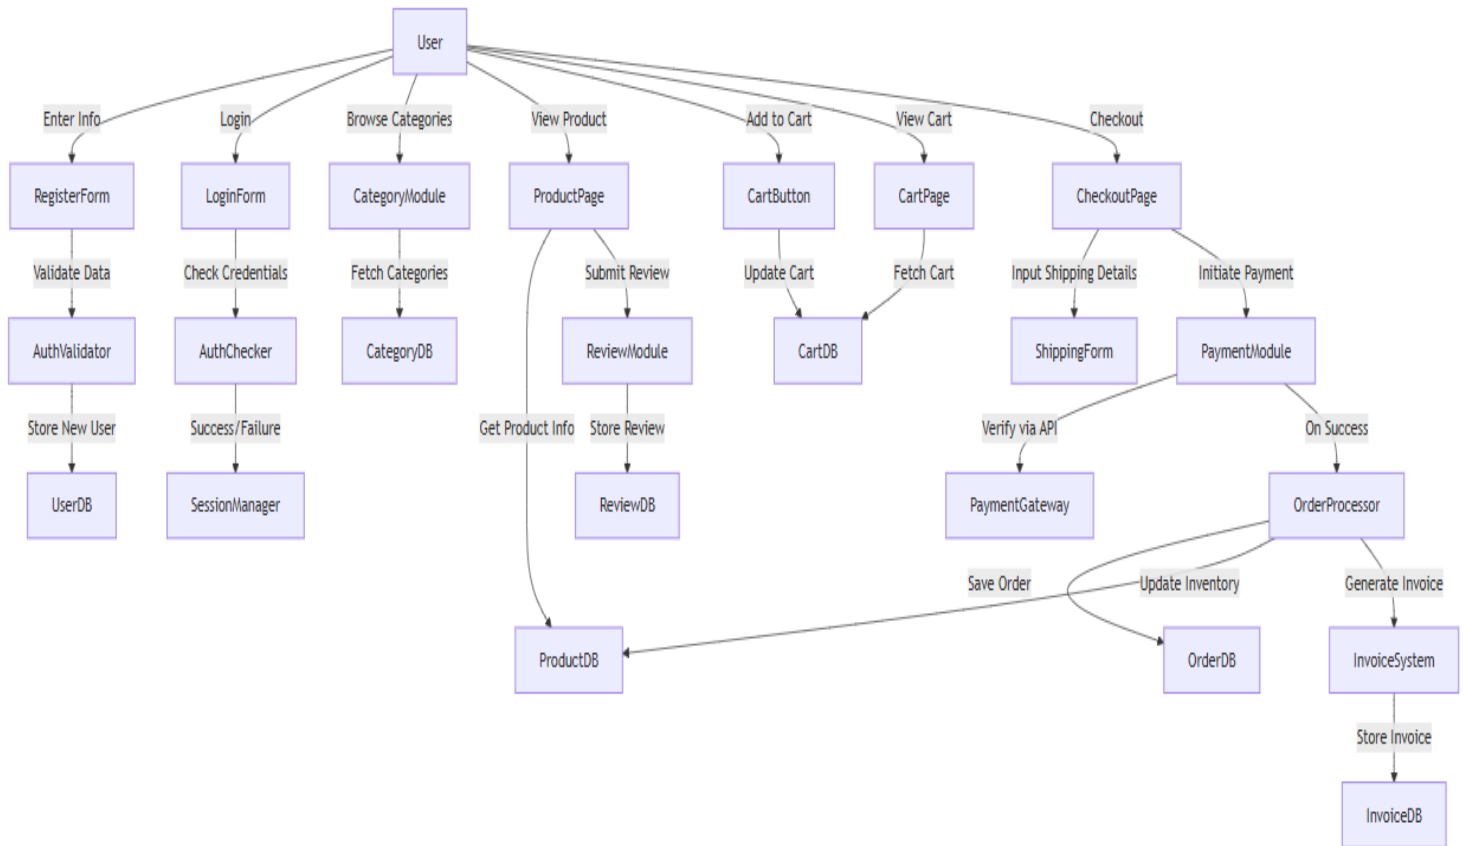 User
Enter Info
Login
Browse Categories
View Product
Add to Cart
View Cart
Checkout
RegisterForm
LoginForm
CategoryModule
ProductPage
CartButton
CartPage
CheckoutPage
Validate Data
Check Credentials
Fetch Categories
Submit Review
Update Cart
Fetch Cart
Input Shipping Details
Initiate Payment
AuthValidator
AuthChecker
CategoryDB
ReviewModule
CartDB
ShippingForm
PaymentModule
Store New User
Success/Failure
Get Product Info
Store Review
Verify via API
On Success
UserDB
SessionManager
ReviewDB
PaymentGateway
OrderProcessor
Save Order
Update Inventory
Generate Invoice
ProductDB
OrderDB
InvoiceSystem
Store Invoice
InvoiceDB